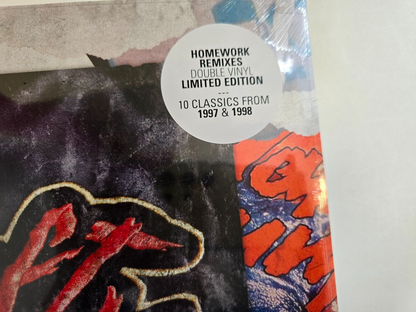 HOMEWORK
REMIXES
DOUBLE VINYL
LIMITED EDITION
---
10 CLASSICS FROM
1997 & 1998